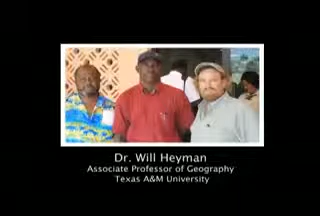 Dr. Will Heyman
Associate Professor of Geography
Texas A&M University